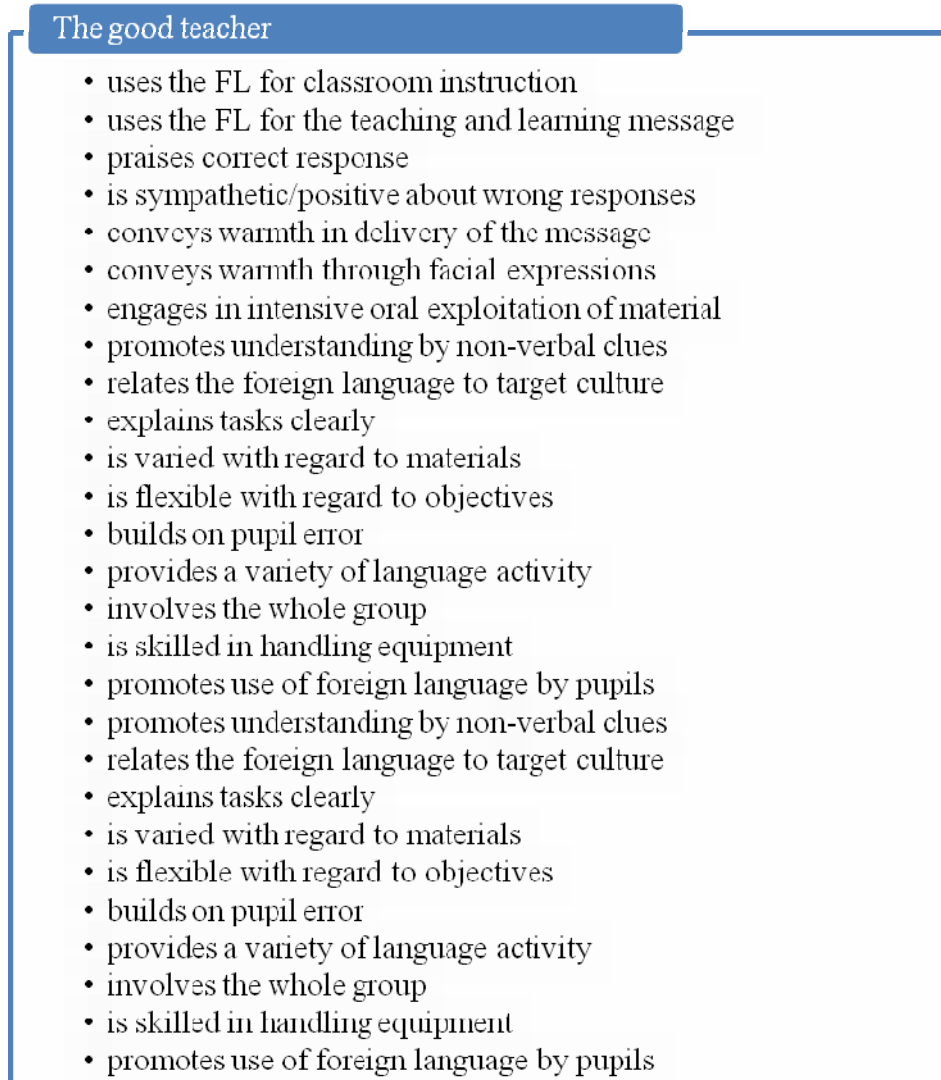 The good teacher
• uses the FL for classroom instruction
• uses the FL for the teaching and learning message
• praises correct response
• is sympathetic/positive about wrong responses
• conveys warmth in delivery of the message
• conveys warmth through facial expressions
• engages in intensive oral exploitation of material
• promotes understanding by non-verbal clues
• relates the foreign language to target culture
• explains tasks clearly
• is varied with regard to materials
• is flexible with regard to objectives
• builds on pupil error
• provides a variety of language activity
• involves the whole group
• is skilled in handling equipment
• promotes use of foreign language by pupils
• promotes understanding by non-verbal clues
• relates the foreign language to target culture
• explains tasks clearly
• is varied with regard to materials
• is flexible with regard to objectives
• builds on pupil error
• provides a variety of language activity
• involves the whole group
• is skilled in handling equipment
• promotes use of foreign language by pupils